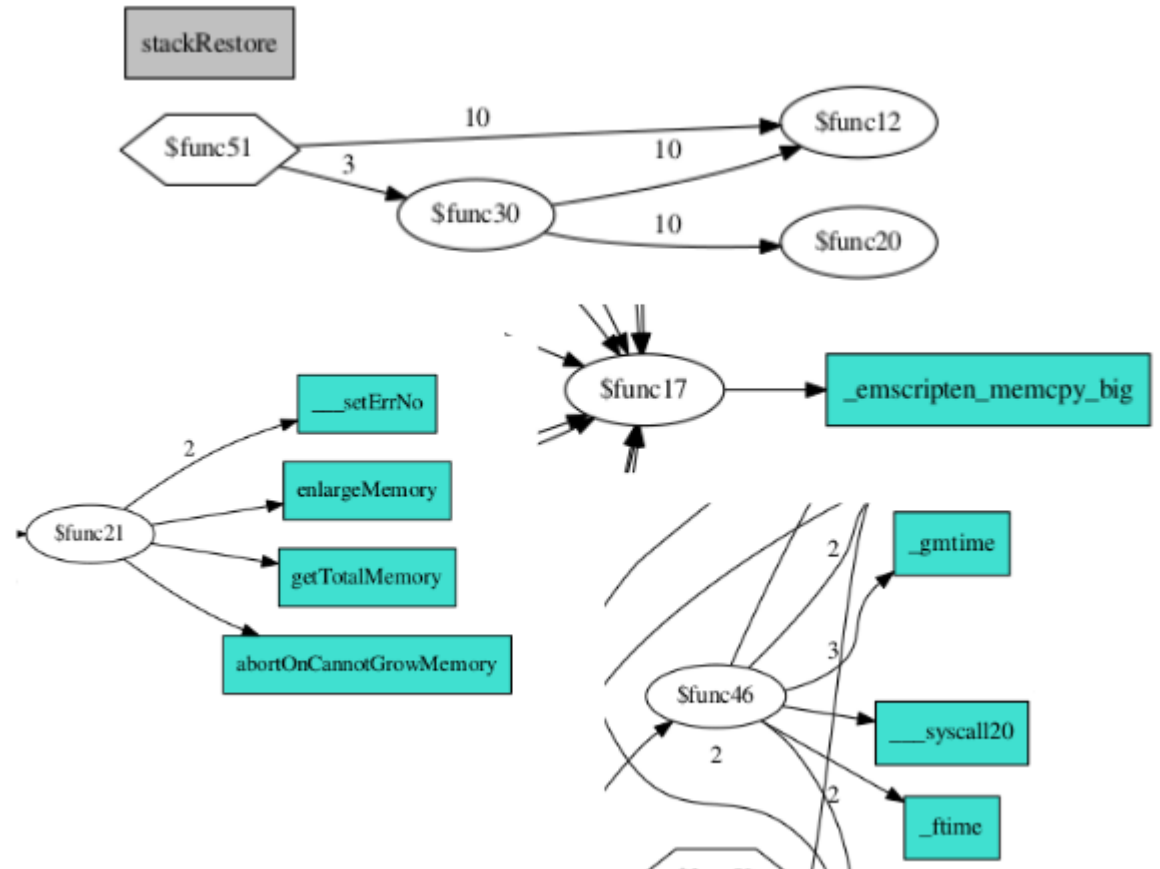 stackRestore
10
$func12
$func51
3
10
$func30
10
$func20
$func17
_emscripten_memcpy_big
___setErrNo
2
enlargeMemory
$func21
getTotalMemory
abortOnCannotGrowMemory
_gmtime
2
3
$func46
___syscall20
2
2
_ftime